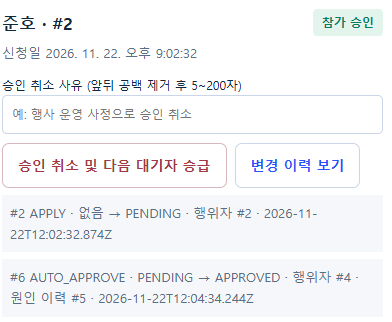 준호 · #2
참가 승인
신청일 2026. 11. 22. 오후 9:02:32
승인 취소 사유 (앞뒤 공백 제거 후 5~200자)
예: 행사 운영 사정으로 승인 취소
승인 취소 및 다음 대기자 승급
변경 이력 보기
#2 APPLY · 없음 → PENDING · 행위자 #2 · 2026-11-
22T12:02:32.874Z
#6 AUTO_APPROVE · PENDING → APPROVED · 행위자 #4 ·
원인 이력 #5 · 2026-11-22T12:04:34.244Z